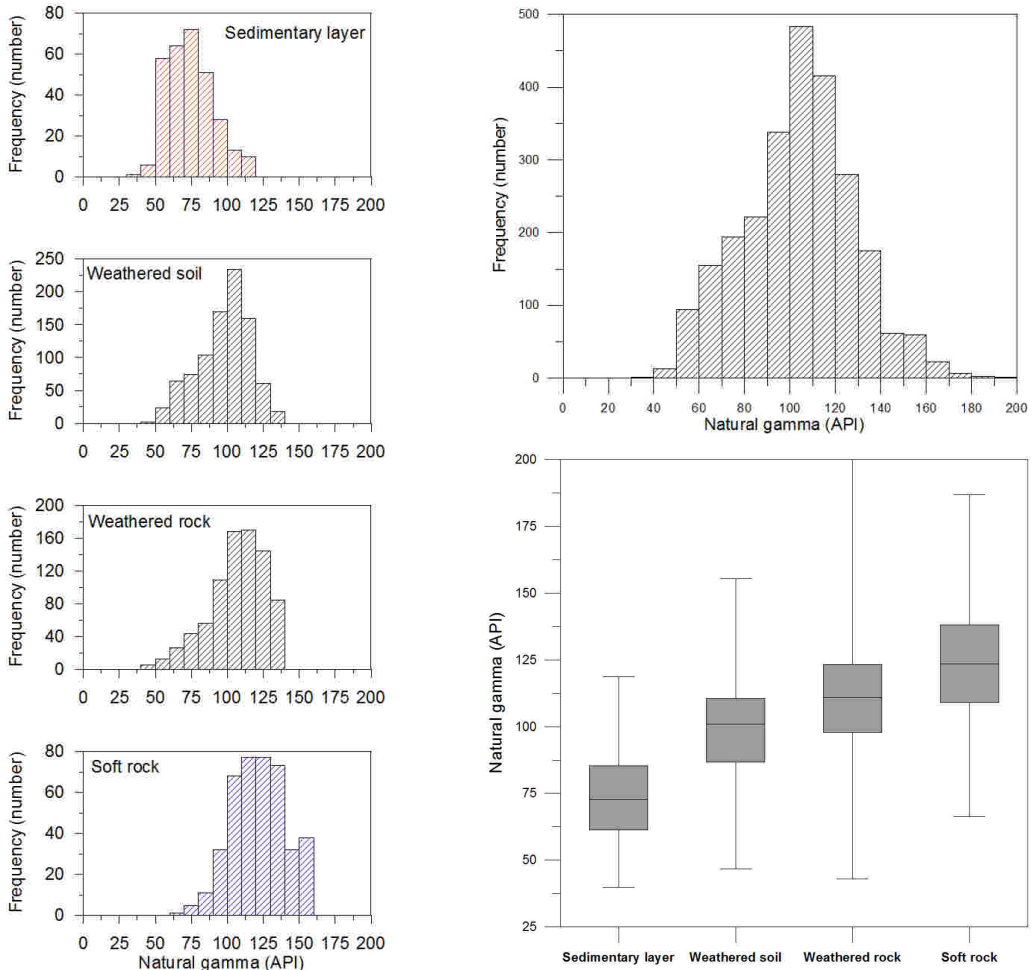 Frequency (number)
80
60
40
20
0
Sedimentary layer
0 25 50 75 100 125 150 175 200
Frequency (number)
250
200
150
100
50
0
Weathered soil
0 25 50 75 100 125 150 175 200
Frequency (number)
200
160
120
80
40
0
Weathered rock
0 25 50 75 100 125 150 175 200
Frequency (number)
80
60
40
20
0
Soft rock
0 25 50 75 100 125 150 175 200
Natural gamma (API)
Frequency (number)
500
400
300
200
100
0
0 20 40 60 80 100 120 140 160 180 200
Natural gamma (API)
Natural gamma (API)
200
175
150
125
100
75
50
25
Sedimentary layer Weathered soil Weathered rock Soft rock